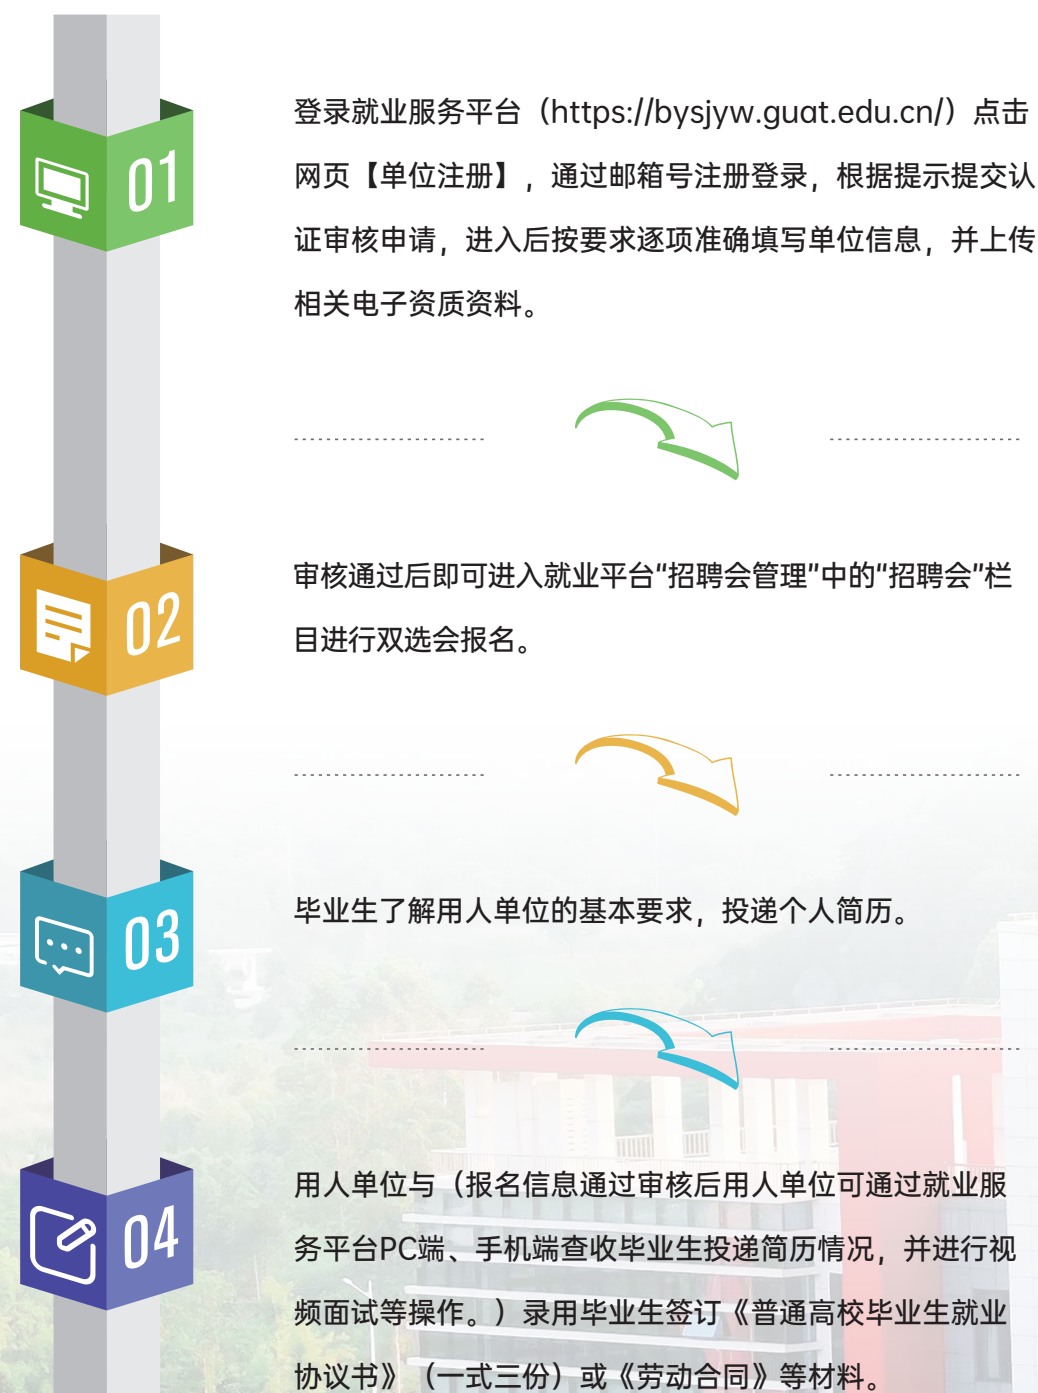 01
登录就业服务平台（https://bysjyw.guat.edu.cn/）点击
网页【单位注册】，通过邮箱号注册登录，根据提示提交认
证审核申请，进入后按要求逐项准确填写单位信息，并上传
相关电子资质资料。
02
审核通过后即可进入就业平台"招聘会管理"中的"招聘会"栏
目进行双选会报名。
03
毕业生了解用人单位的基本要求，投递个人简历。
04
用人单位与（报名信息通过审核后用人单位可通过就业服
务平台PC端、手机端查收毕业生投递简历情况，并进行视
频面试等操作。）录用毕业生签订《普通高校毕业生就业
协议书》（一式三份）或《劳动合同》等材料。